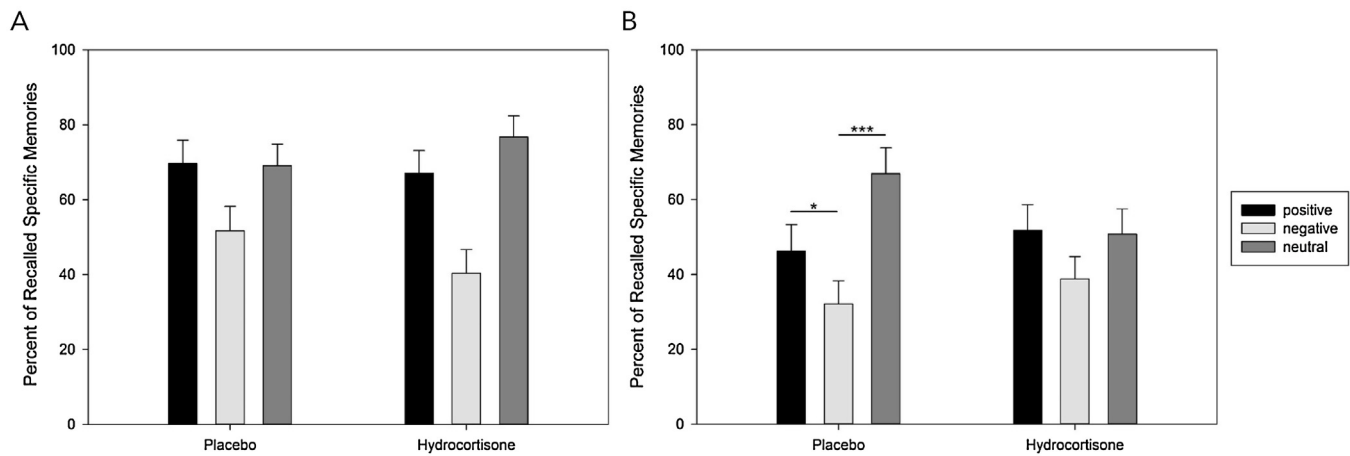 A
Percent of Recalled Specific Memories
100
80
60
40
20
0
Placebo
Hydrocortisone
B
Percent of Recalled Specific Memories
100
80
60
40
20
0
***
*
Placebo
Hydrocortisone
positive
negative
neutral